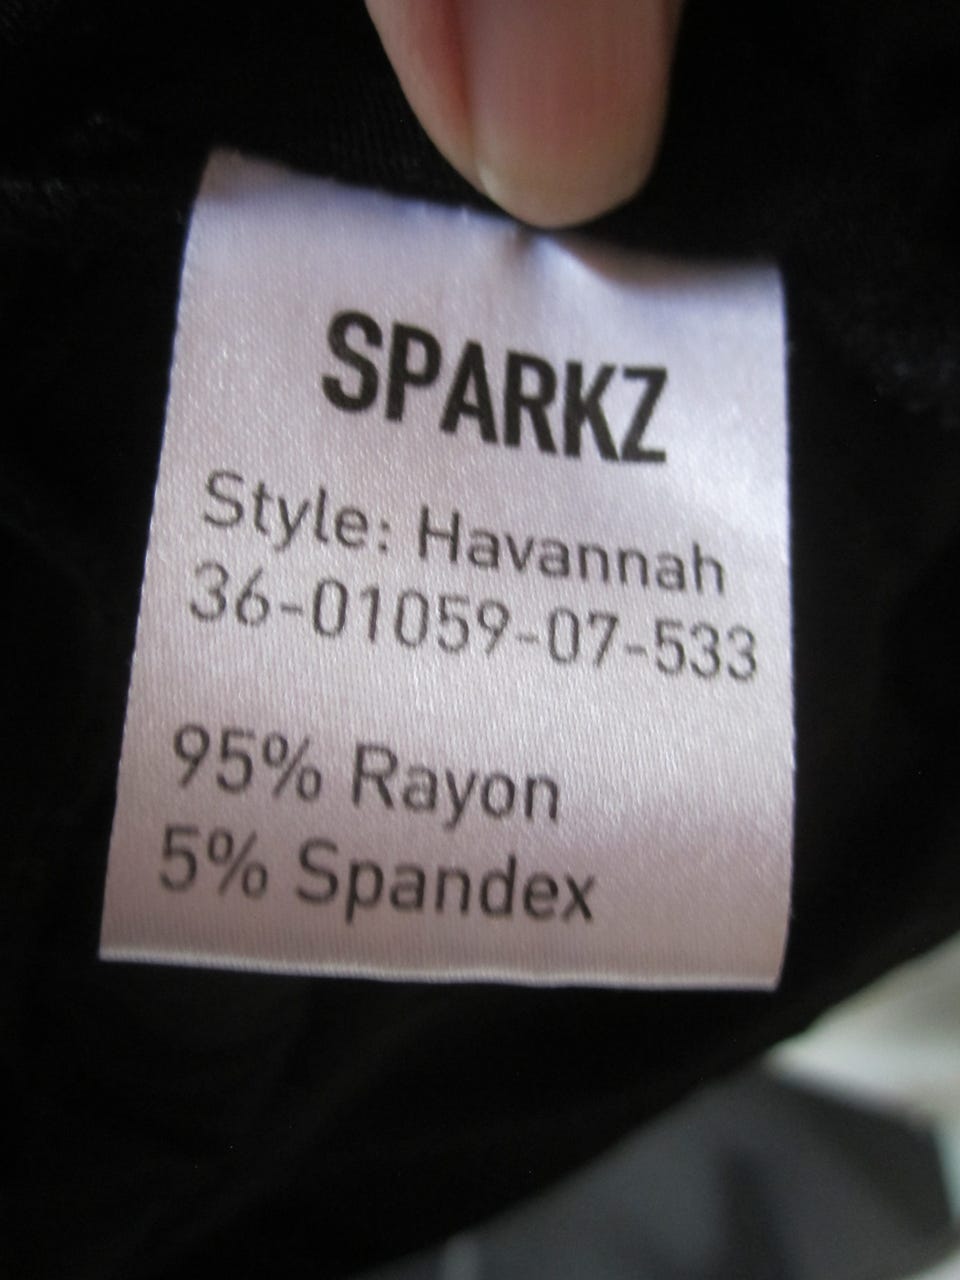 SPARKZ
Style: Havannah
36-01059-07-533
95% Rayon
5% Spandex